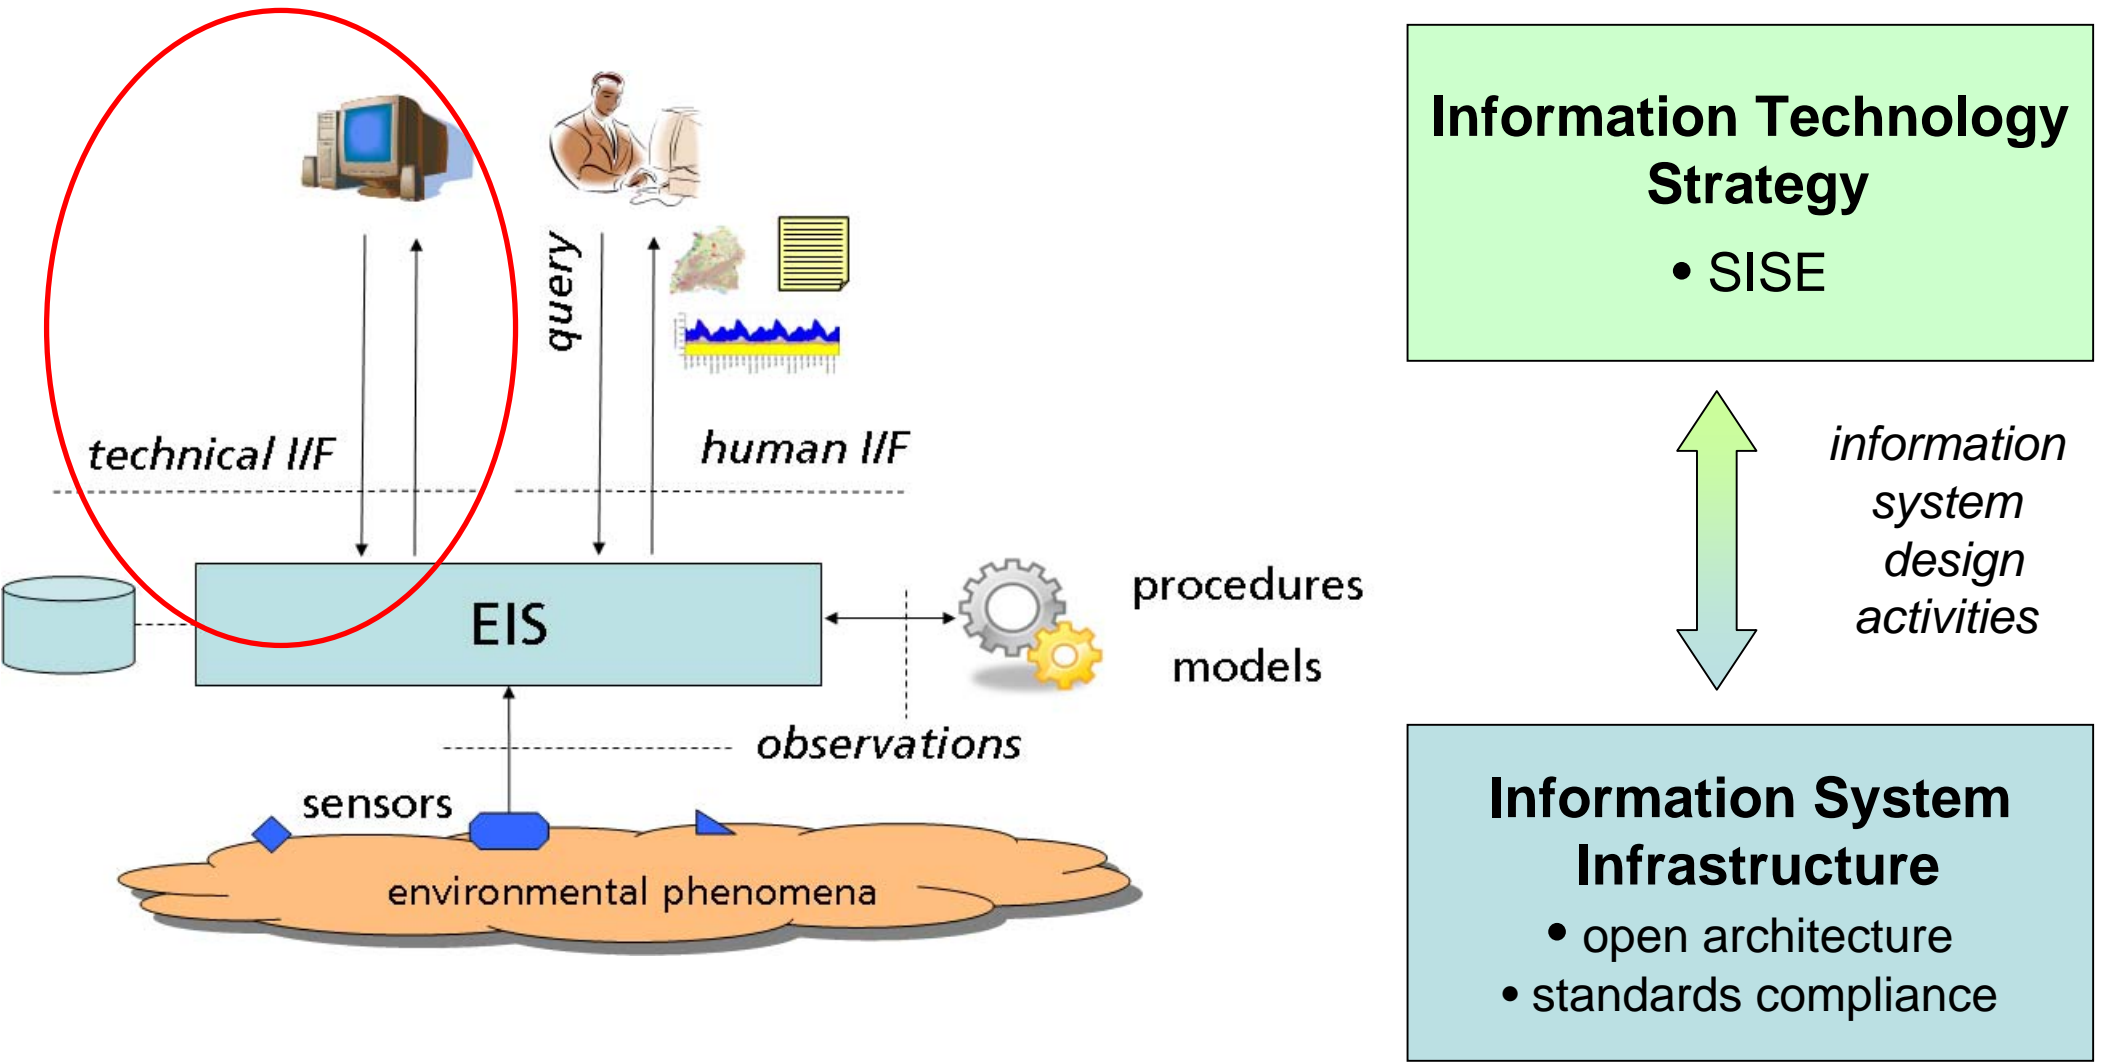 query
technical I/F
human I/F
EIS
procedures
models
observations
sensors
environmental phenomena
Information Technology
Strategy
• SISE
information
system
design
activities
Information System
Infrastructure
• open architecture
• standards compliance